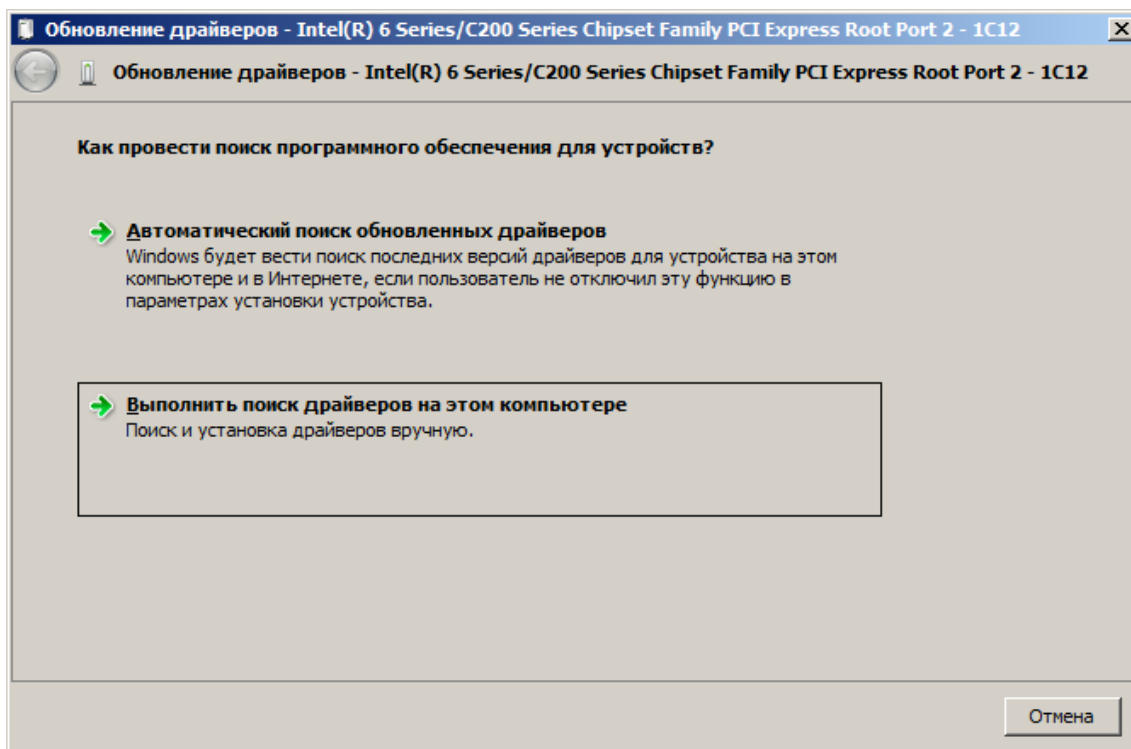 Обновление драйверов - Intel(R) 6 Series/C200 Series Chipset Family PCI Express Root Port 2 - 1C12
Обновление драйверов - Intel(R) 6 Series/C200 Series Chipset Family PCI Express Root Port 2 - 1C12
Как провести поиск программного обеспечения для устройств?
Автоматический поиск обновленных драйверов
Windows будет вести поиск последних версий драйверов для устройства на этом
компьютере и в Интернете, если пользователь не отключил эту функцию в
параметрах установки устройства.
Выполнить поиск драйверов на этом компьютере
Поиск и установка драйверов вручную.
Отмена